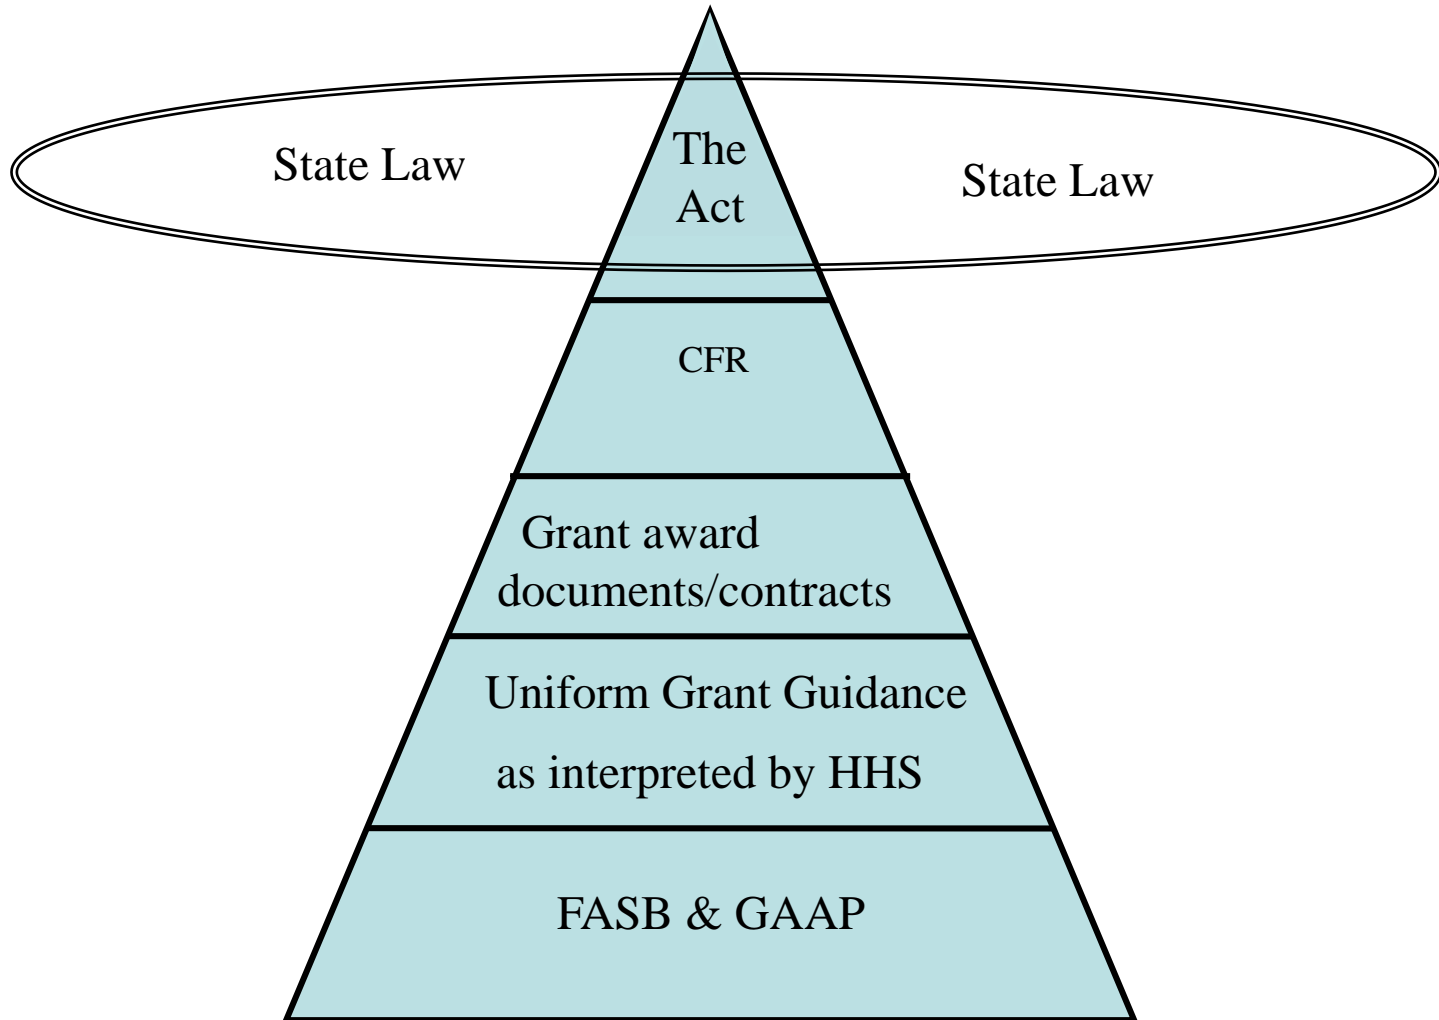 State Law
The
Act
State Law
CFR
Grant award
documents/contracts
Uniform Grant Guidance
as interpreted by HHS
FASB & GAAP